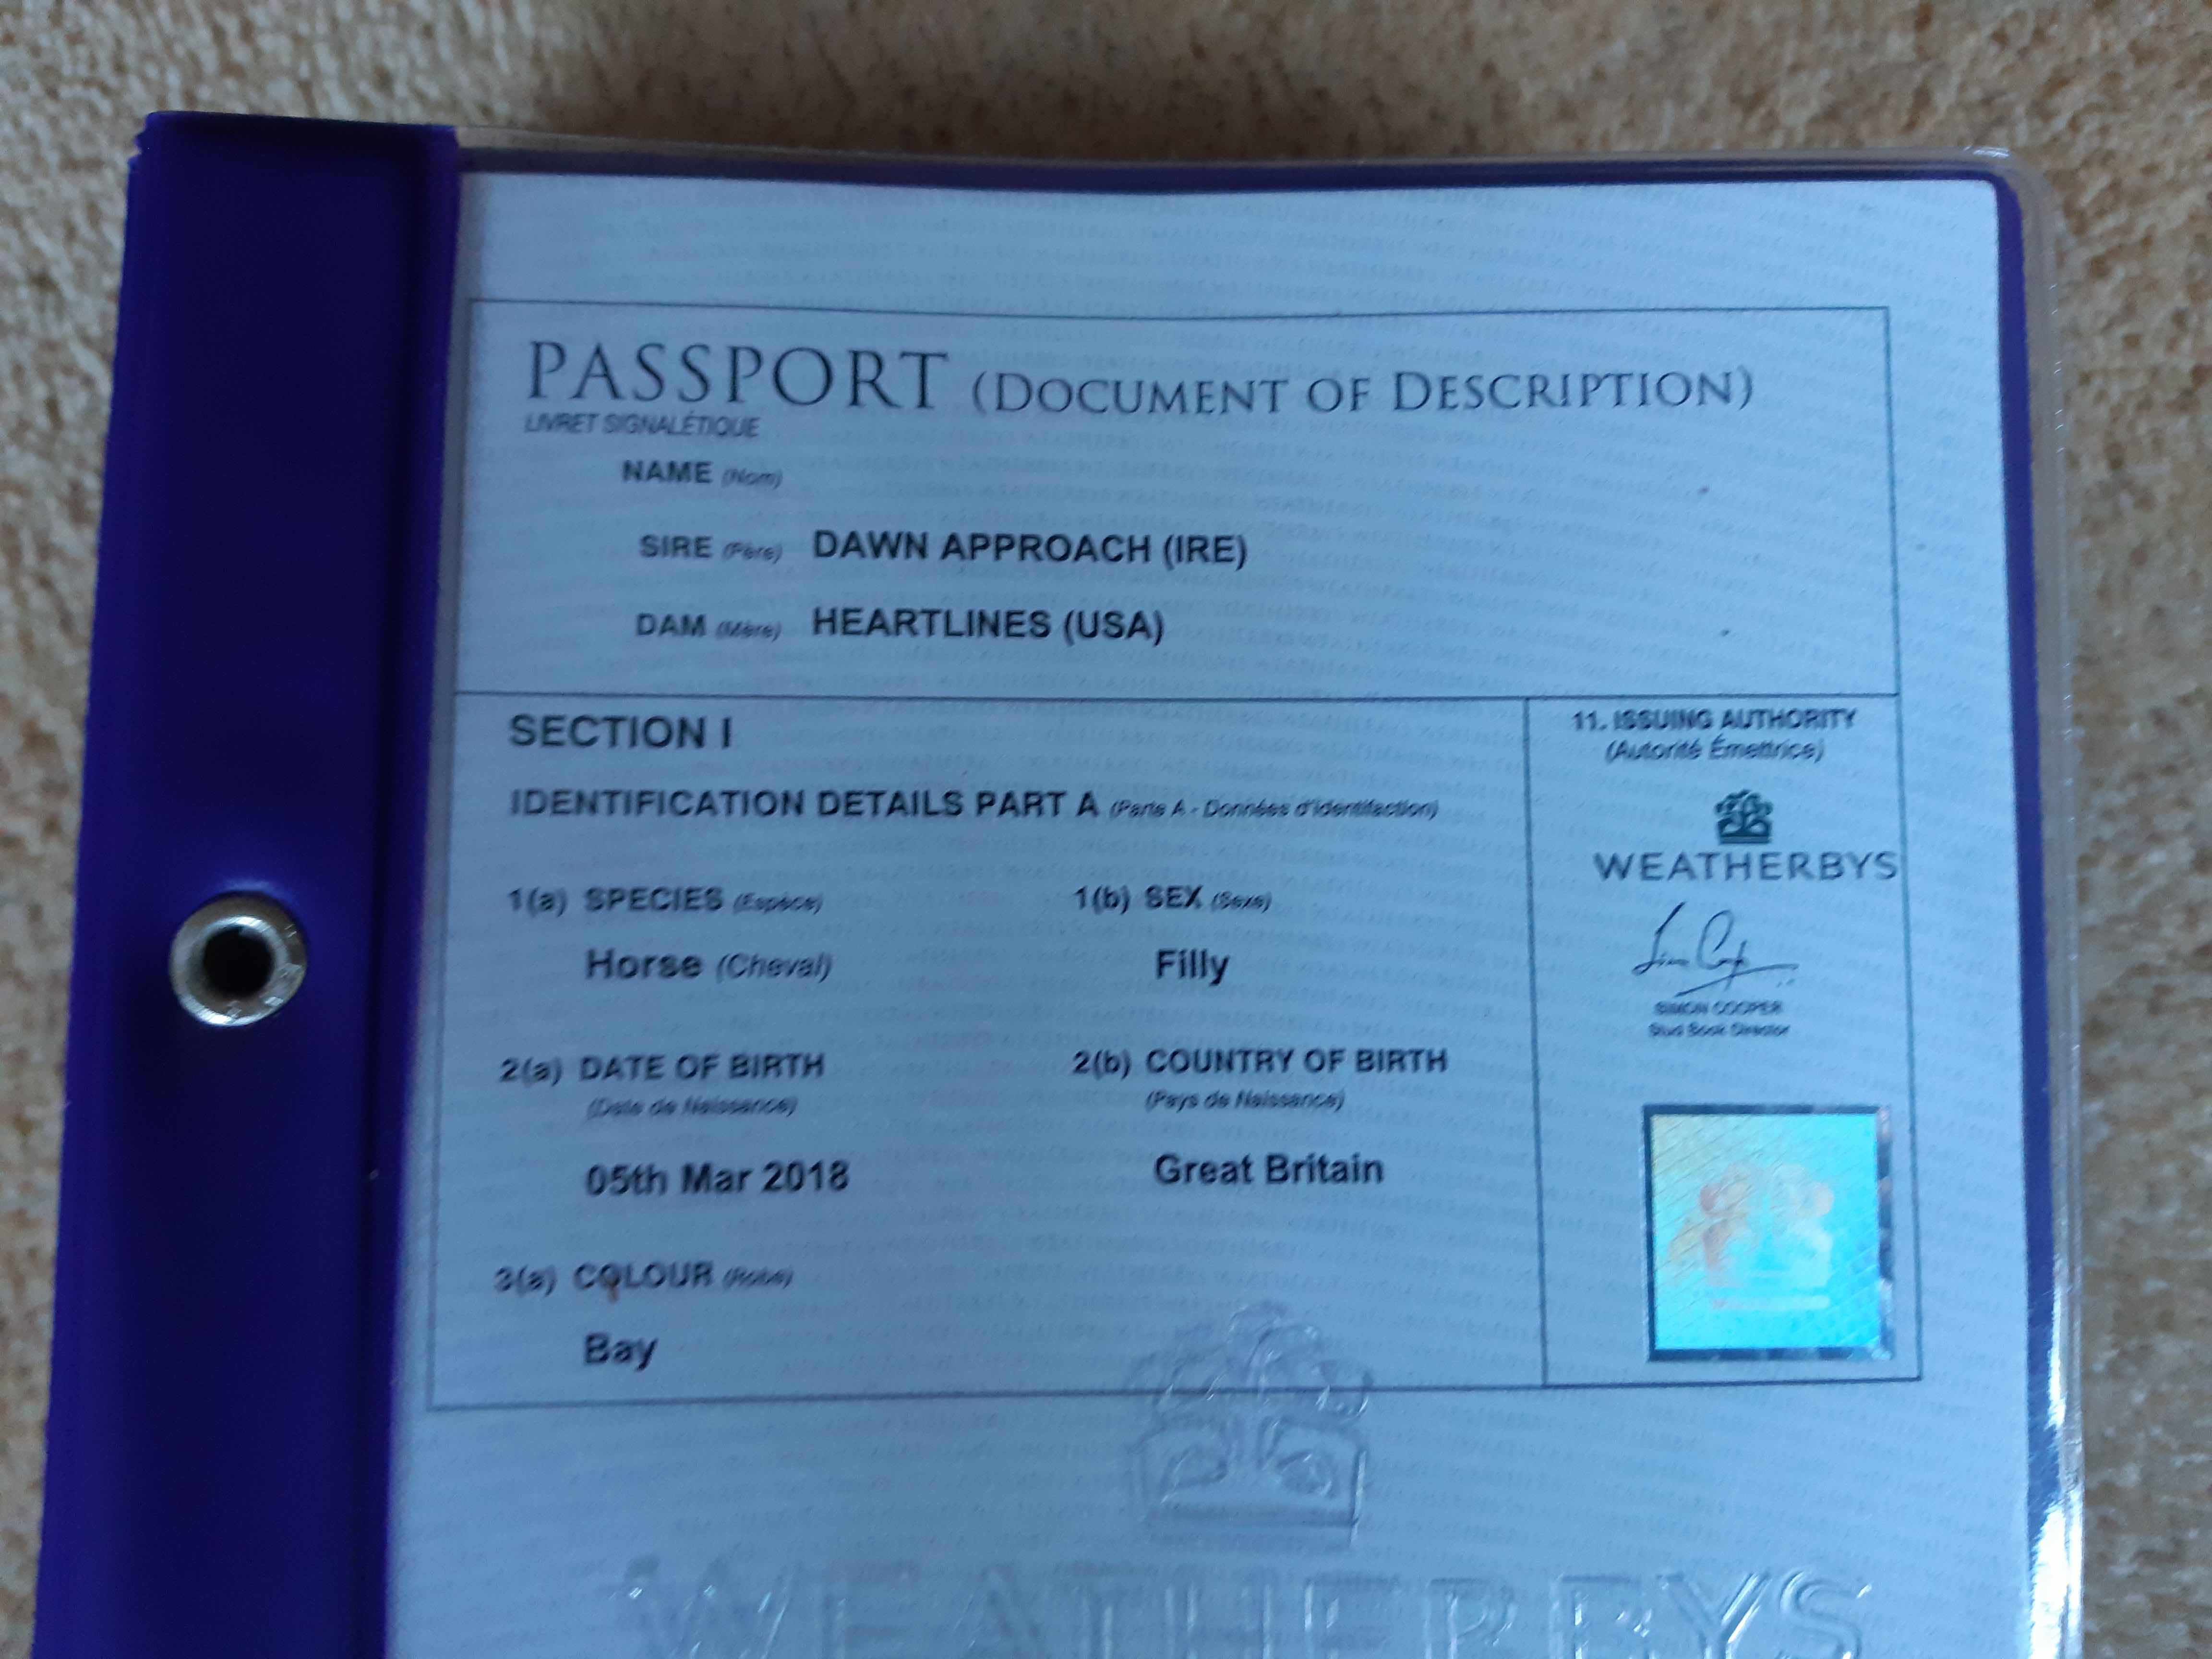 PASSPORT (DOCUMENT OF DESCRIPTION)
LIVRET SIGNALÉTIQUE
NAME (Nom)
SIRE (Père) DAWN APPROACH (IRE)
DAM (Mère) HEARTLINES (USA)
SECTION I
IDENTIFICATION DETAILS PART A (Parte A - Données d'identifaction)
1(a) SPECIES (Espèce)
Horse (Cheval)
1(b) SEX (Sexe)
Filly
2(a) DATE OF BIRTH
(Date de Naissance)
05th Mar 2018
2(b) COUNTRY OF BIRTH
(Pays de Naissance)
Great Britain
3(a) COLOUR (Robe)
Bay
11. ISSUING AUTHORITY
(Autorité Émettrice)
WEATHERBYS
SIMON COOPER
Stud Book Director
WEATHERBYS